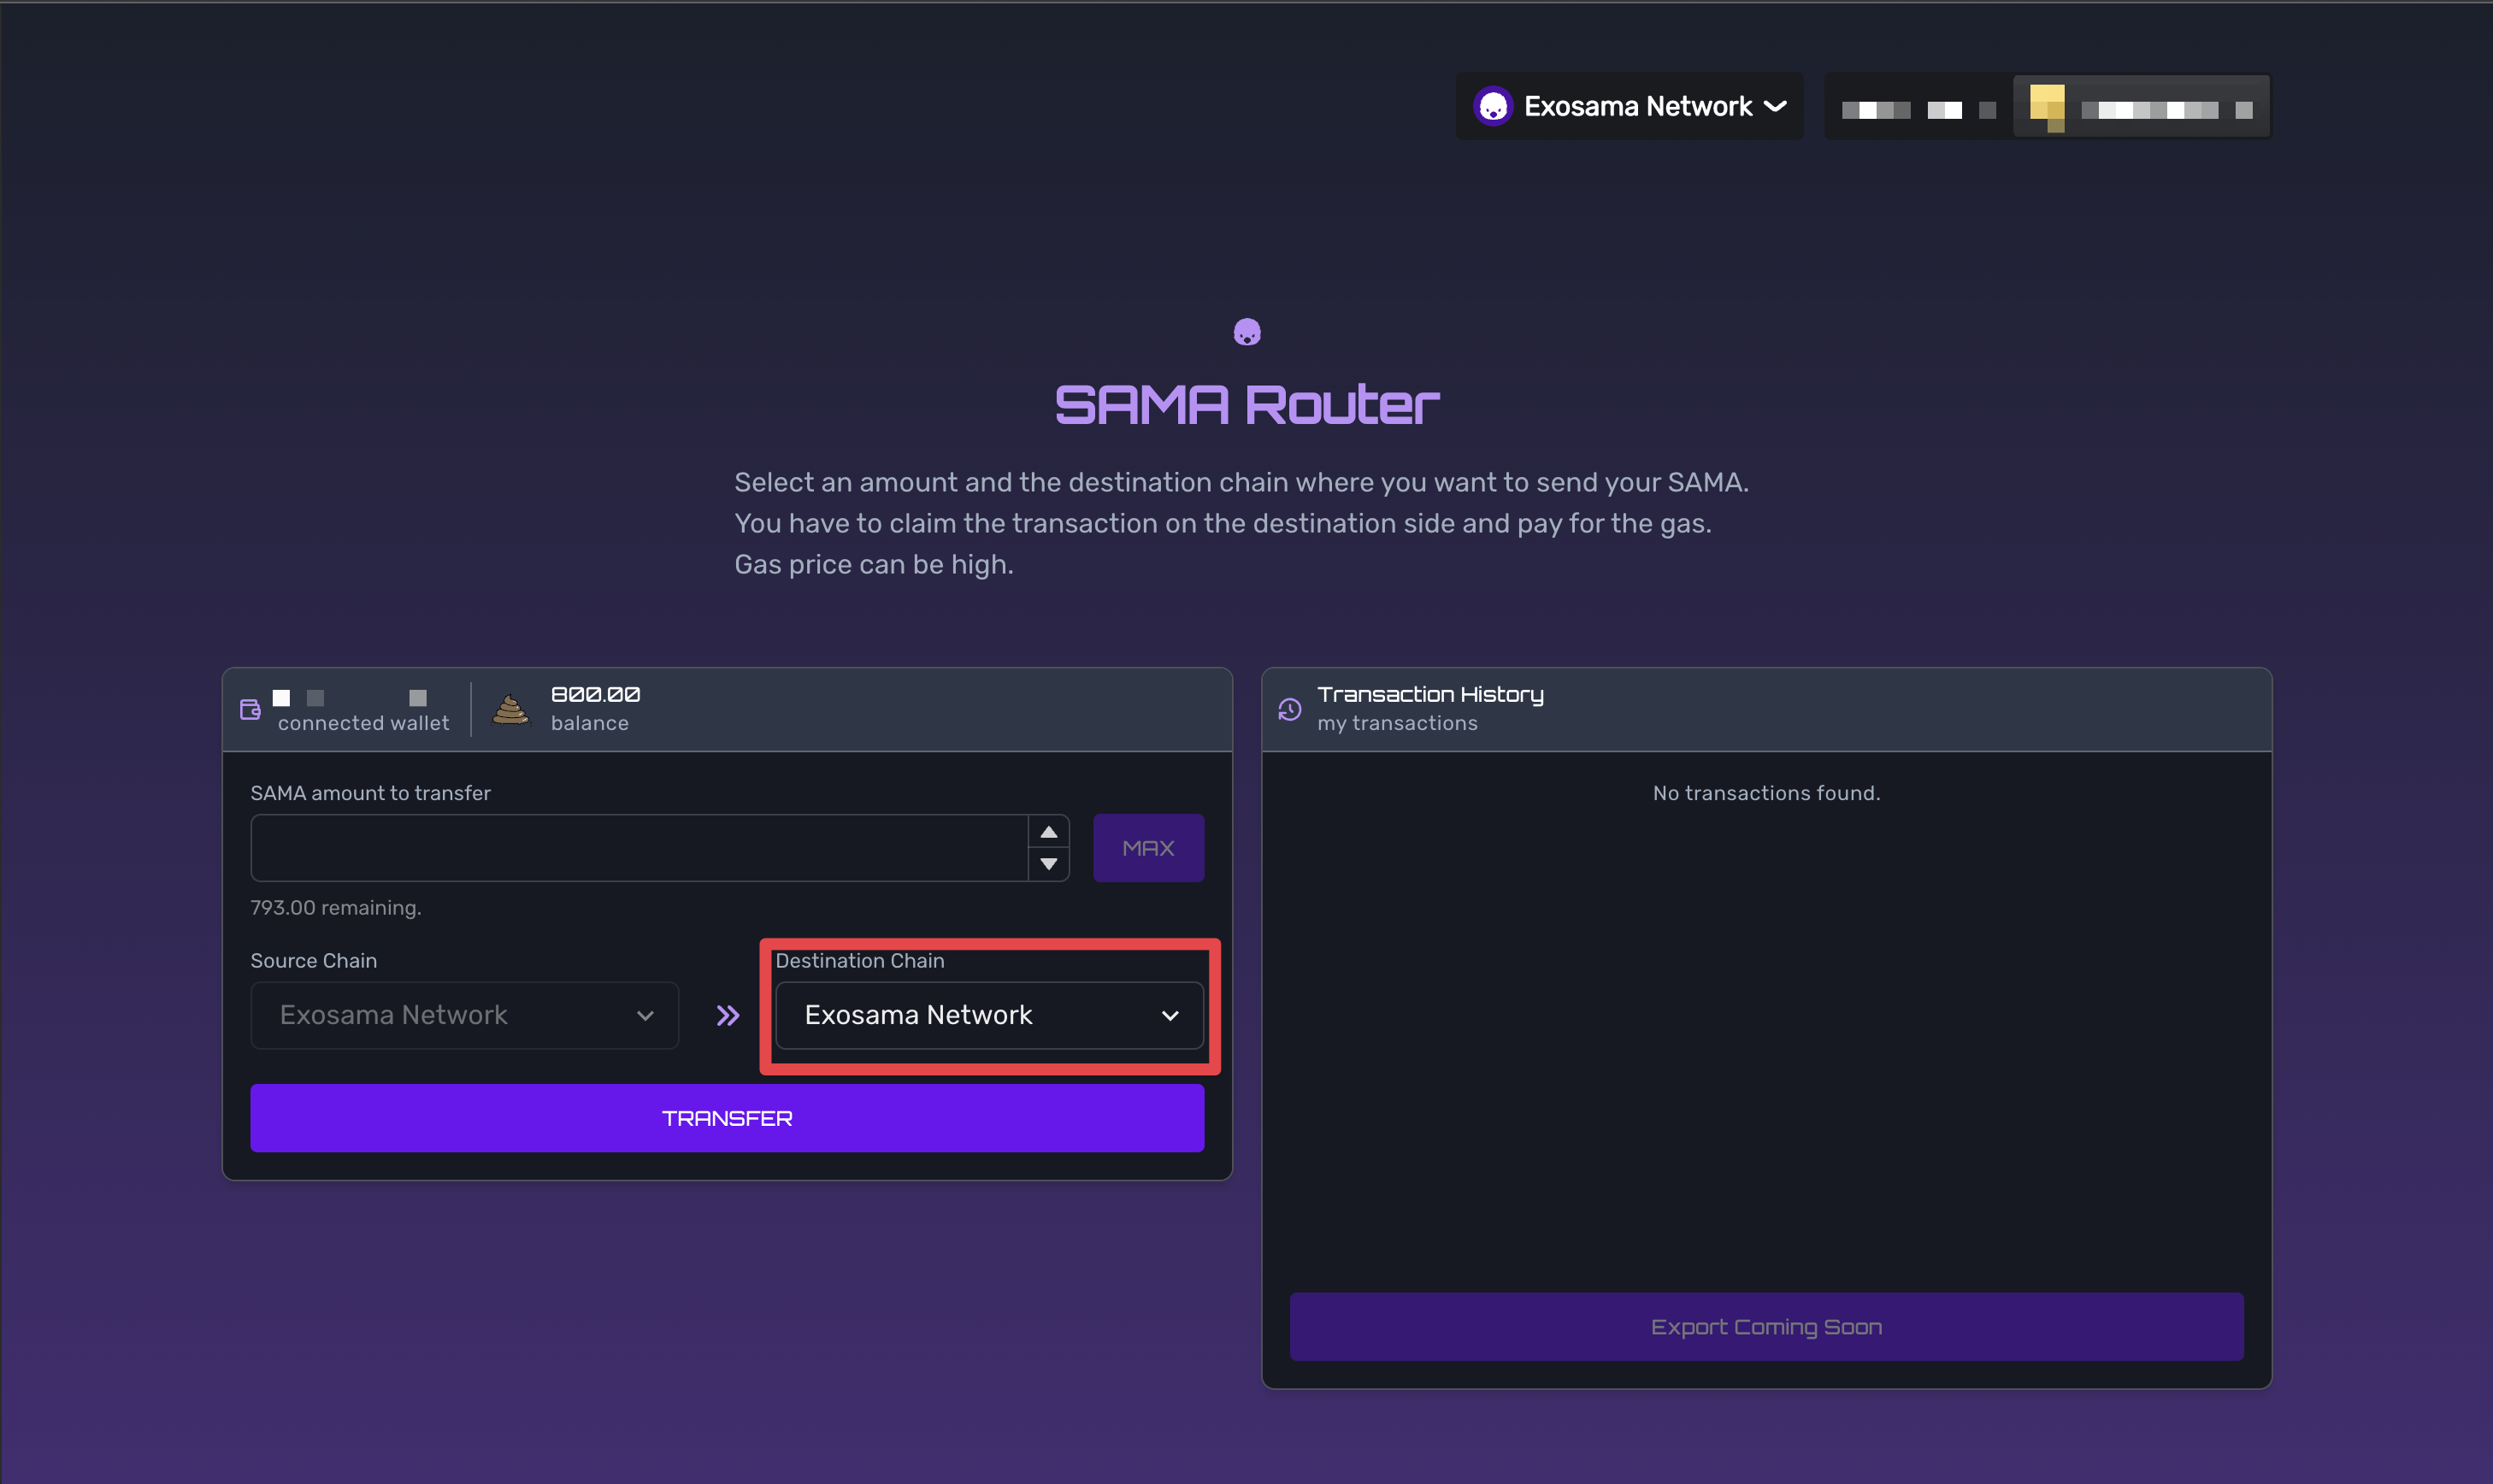 Exosama Network
SAMA Router
Select an amount and the destination chain where you want to send your SAMA.
You have to claim the transaction on the destination side and pay for the gas.
Gas price can be high.
connected wallet
800.00
balance
SAMA amount to transfer
MAX
793.00 remaining.
Source Chain
Exosama Network
Destination Chain
Exosama Network
TRANSFER
Transaction History
my transactions
No transactions found.
Export Coming Soon